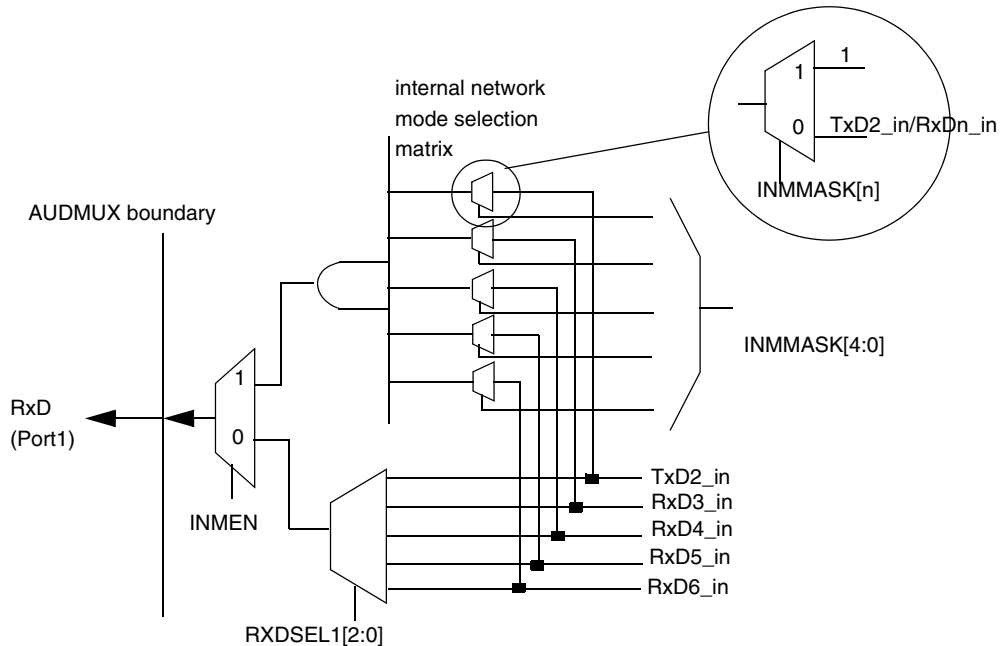 internal network
mode selection
matrix
1
1
0
TxD2_in/RxDn_in
INMMASK[n]
AUDMUX boundary
INMMASK[4:0]
RxD
(Port1)
1
0
INMEN
TxD2_in
RxD3_in
RxD4_in
RxD5_in
RxD6_in
RXDSEL1[2:0]